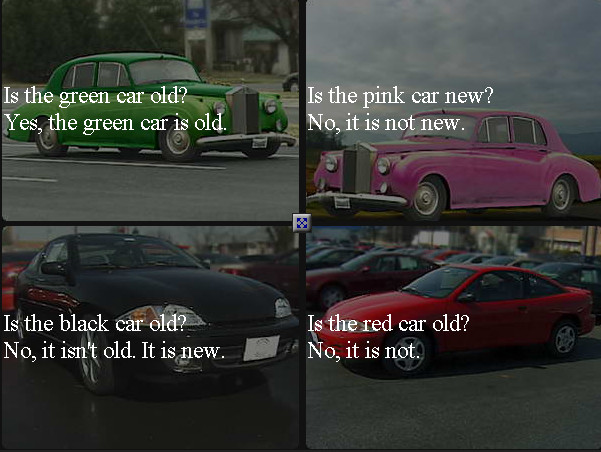 Is the green car old?
Yes, the green car is old.
Is the pink car new?
No, it is not new.
Is the black car old?
No, it isn't old. It is new.
Is the red car old?
No, it is not.